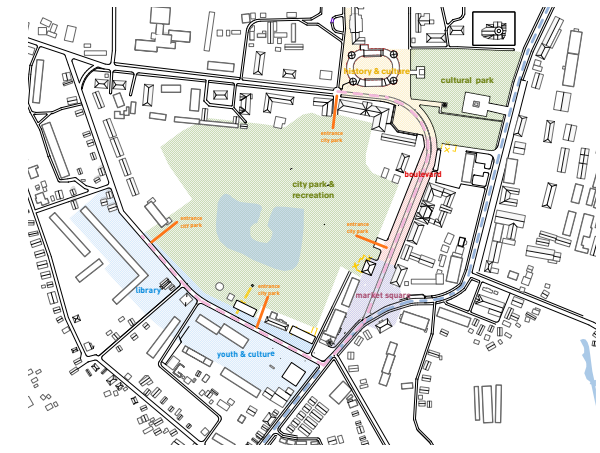 history & culture
cultural park
entrance
city park
boulevard
city park &
recreation
entrance
city park
entrance
city park
library
entrance
city park
market square
youth & culture